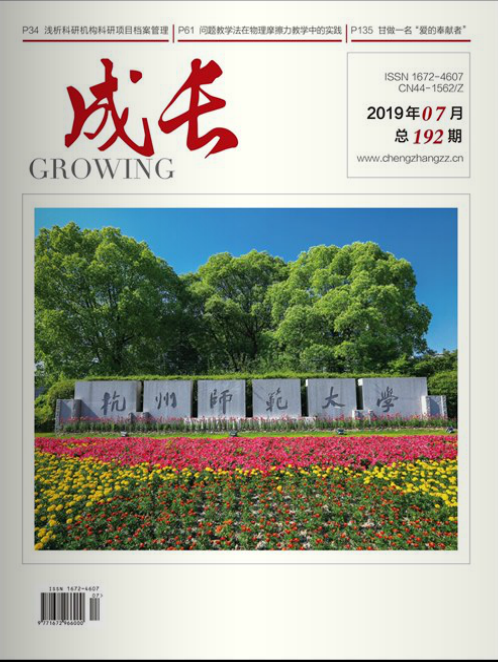 P34 浅析科研机构科研项目档案管理 P61 问题教学法在物理摩擦力教学中的实践 P135 甘做一名“爱的奉献者”
成长
GROWING
ISSN 1672-4607
CN44-1562/Z
2019年07月
总192期
www.chengzhangzz.cn
杭州师范大学
ISSN 1672-4607
07>
9 771672 966000